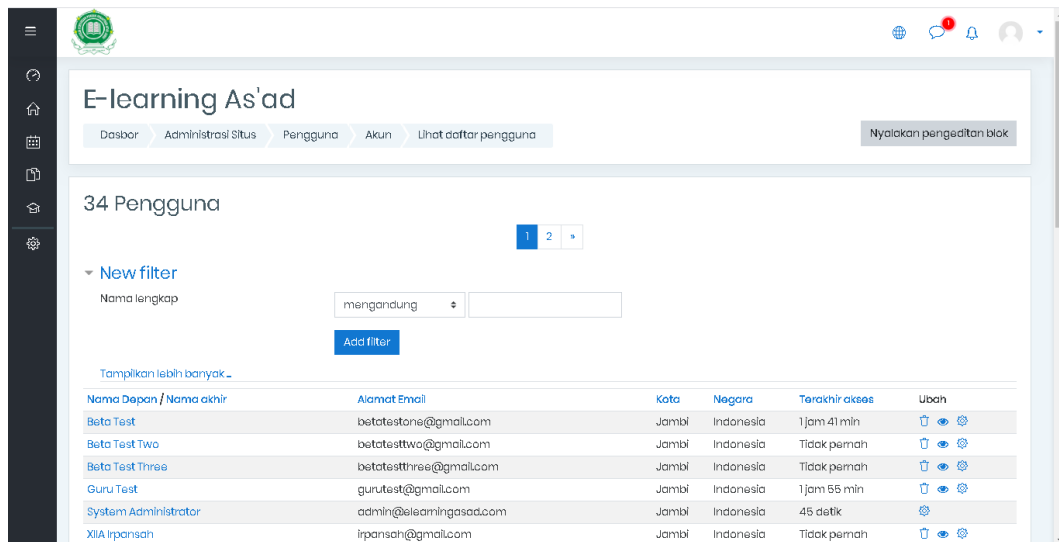 1
E-learning As'ad
Dasbor Administrasi Situs Pengguna Akun Lihat daftar pengguna
Nyalakan pengeditan blok
34 Pengguna
1 2 »
New filter
Nama lengkap mengandung
Add filter
Tampilkan lebih banyak ...
Nama Depan / Nama akhir Alamat Email Kota Negara Terakhir akses Ubah
Beta Test betatestone@gmail.com Jambi Indonesia 1 jam 41 min
Beta Test Two betatesttwo@gmail.com Jambi Indonesia Tidak pernah
Beta Test Three betatestthree@gmail.com Jambi Indonesia Tidak pernah
Guru Test gurutest@gmail.com Jambi Indonesia 1 jam 55 min
System Administrator admin@elearningasad.com Jambi Indonesia 45 detik
XIIA Irpansah irpansah@gmail.com Jambi Indonesia Tidak pernah